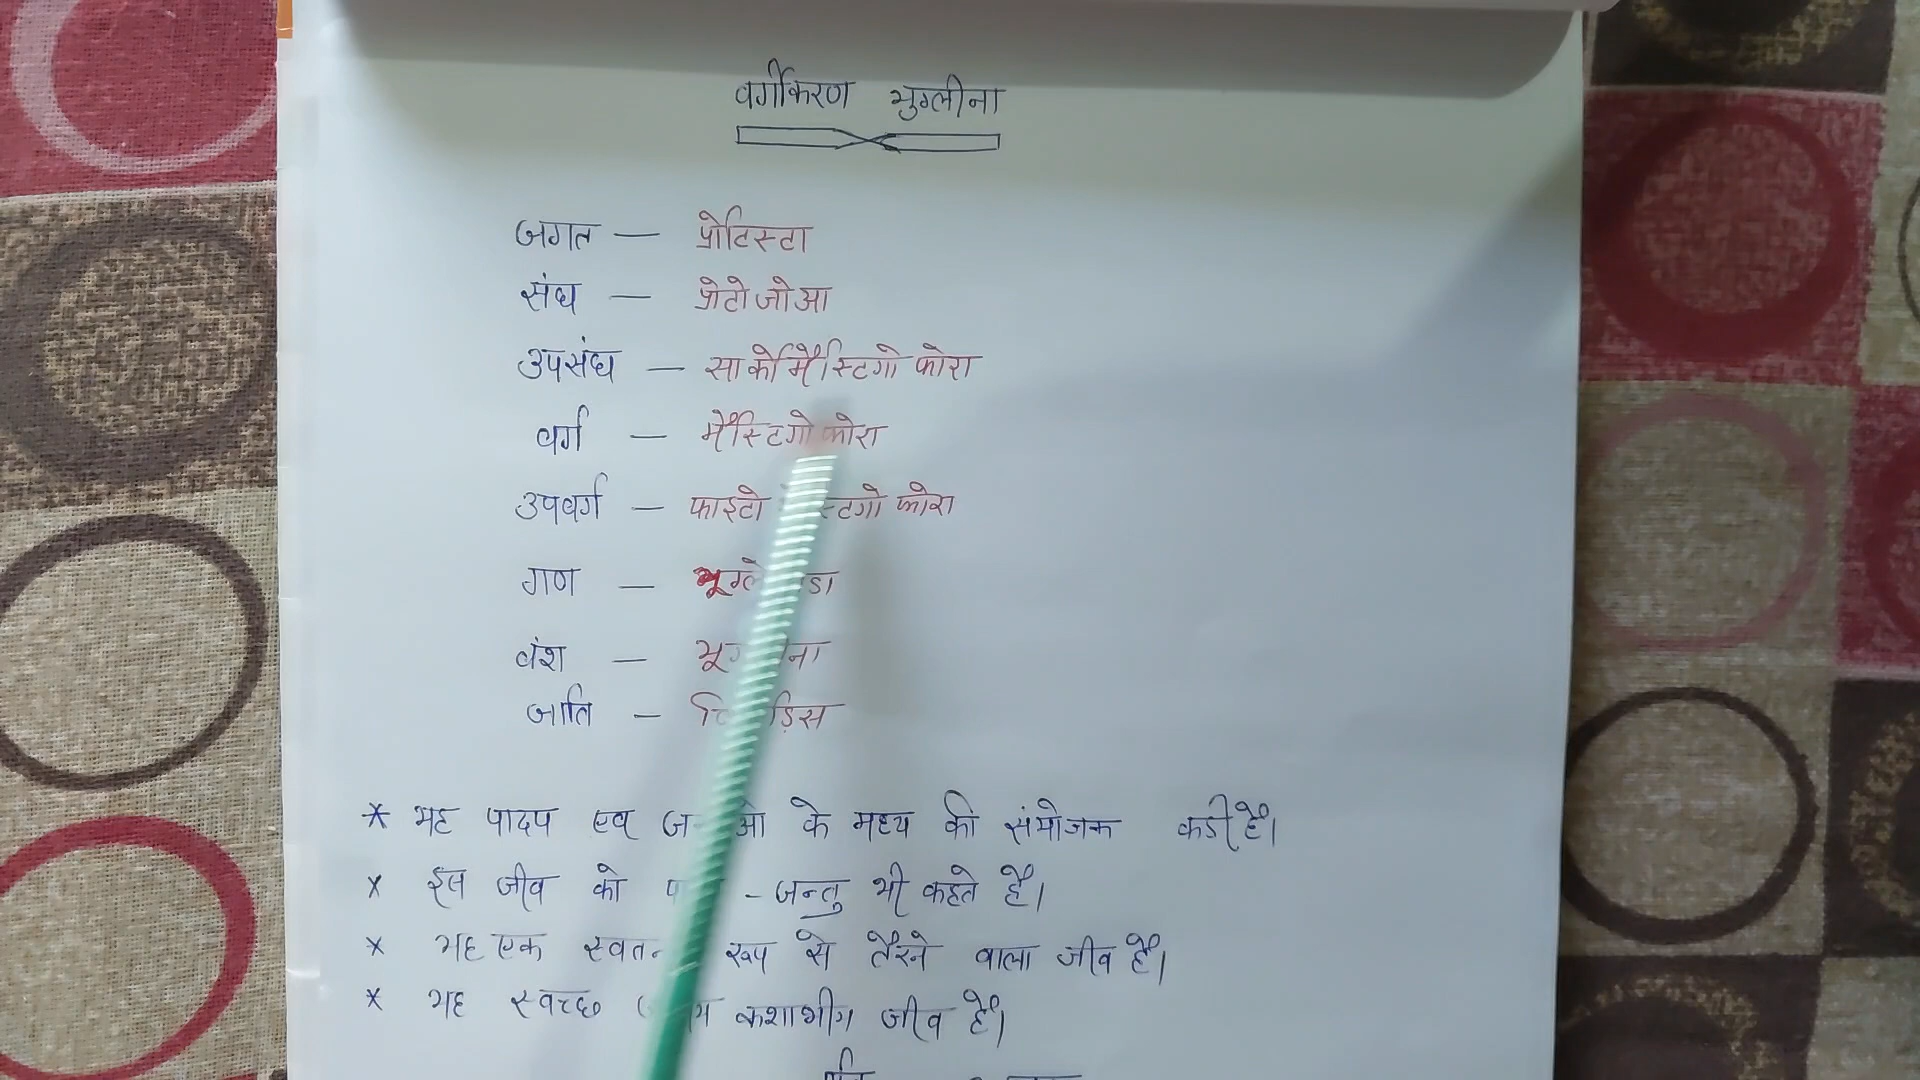 वर्गीकरण युग्लीना
जगत — प्रोटिस्टा
संघ — प्रोटोजोआ
उपसंघ — सार्कोमैस्टिगोफोरा
वर्ग — मैस्टिगोफोरा
उपवर्ग — फाइटो
गण —
वंश —
जाति —
* यह पादप एव के मध्य की संयोजक कडी है।
* इस जीव को - जन्तु भी कहते है।
* यह एक रूप से तैरने वाला जीव है।
* यह स्वच्छ कशाभीय जीव है।